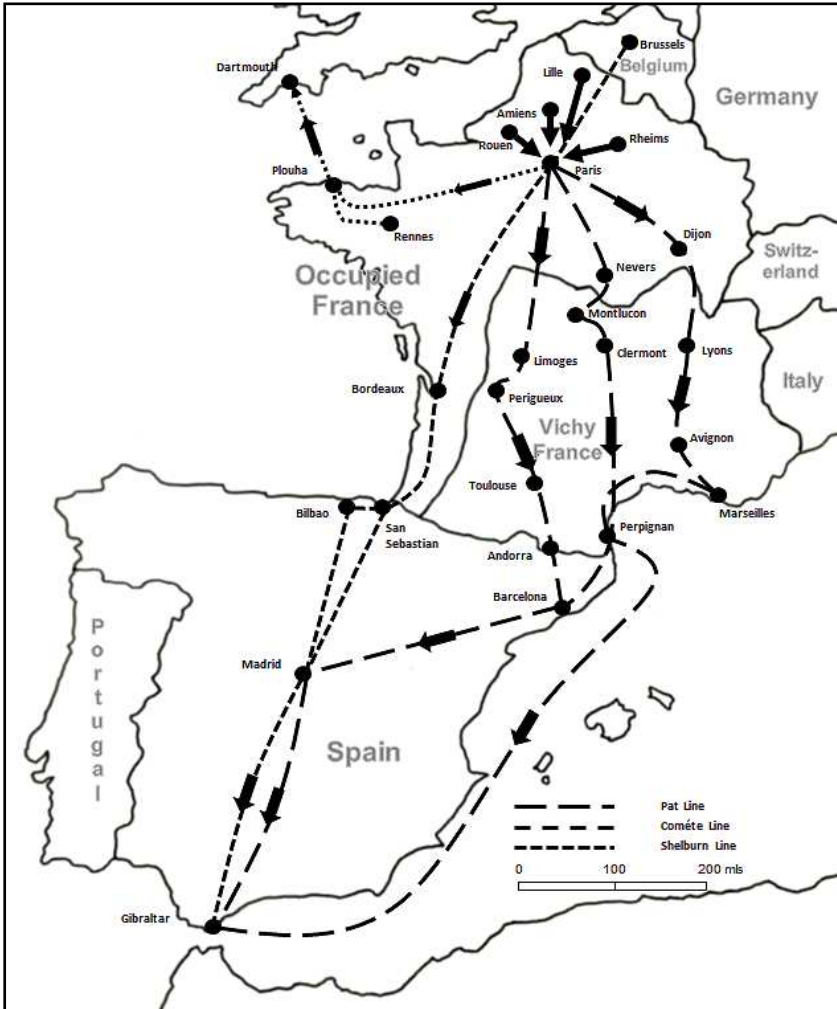 Brussels
Dartmouth
Belgium
Lille
Germany
Amiens
Rouen
Rheims
Plouha
Paris
Rennes
Dijon
Switz-
erland
Occupied
France
Nevers
Montlucon
Limoges
Clermont
Lyons
Italy
Bordeaux
Perigueux
Vichy
France
Avignon
Toulouse
Marseilles
Bilbao
San
Sebastian
Perpignan
Andorra
Barcelona
Portugal
Madrid
Spain
Pat Line
Cométe Line
Shelburn Line
0 100 200 mls
Gibraltar